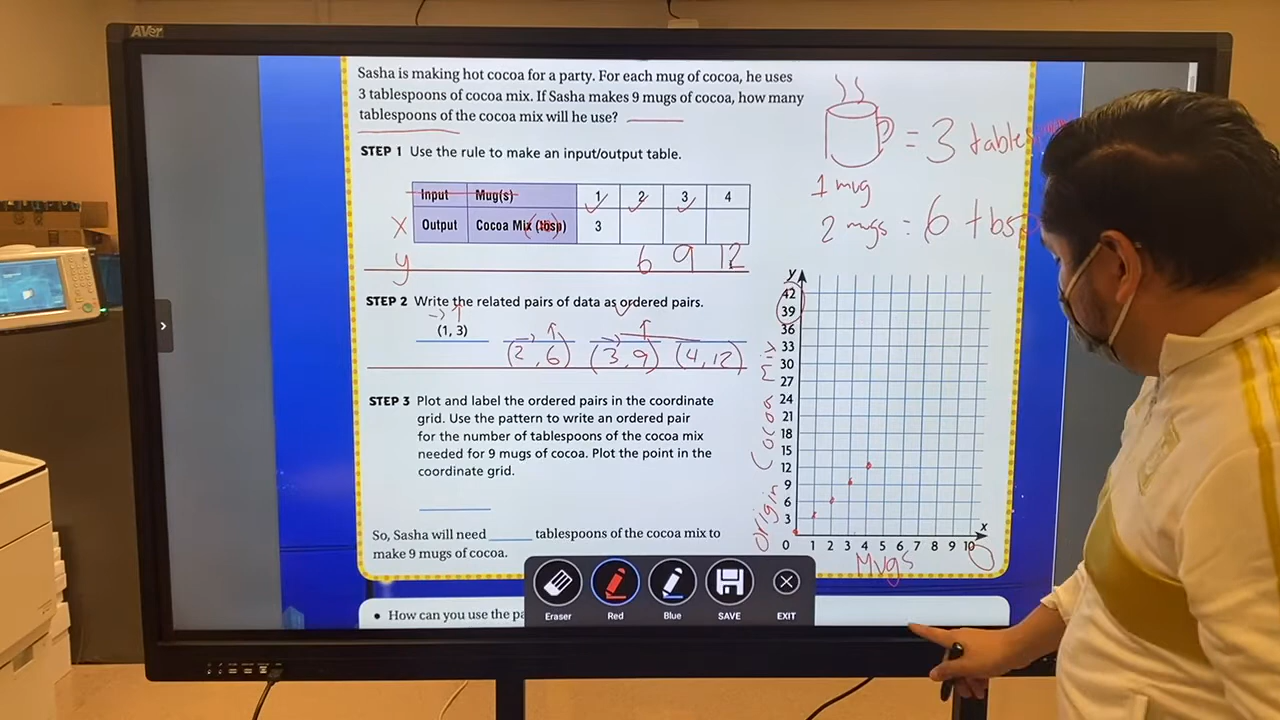 AVer
Sasha is making hot cocoa for a party. For each mug of cocoa, he uses
3 tablespoons of cocoa mix. If Sasha makes 9 mugs of cocoa, how many
tablespoons of the cocoa mix will he use?
= 3 tables
1 mug
2 mugs = 6 tbsp
STEP 1 Use the rule to make an input/output table.
Input Mug(s) 1 2 3 4
x Output Cocoa Mix (tbsp) 3
y 6 9 12
STEP 2 Write the related pairs of data as ordered pairs.
(1, 3) (2, 6) (3, 9) (4, 12)
STEP 3 Plot and label the ordered pairs in the coordinate
grid. Use the pattern to write an ordered pair
for the number of tablespoons of the cocoa mix
needed for 9 mugs of cocoa. Plot the point in the
coordinate grid.
So, Sasha will need tablespoons of the cocoa mix to
make 9 mugs of cocoa.
y
42
39
36
33
30
27
24
21
18
15
12
9
6
3
x
0 1 2 3 4 5 6 7 8 9 10
Cocoa Mix
origin
Mugs
Eraser Red Blue SAVE EXIT
• How can you use the pa